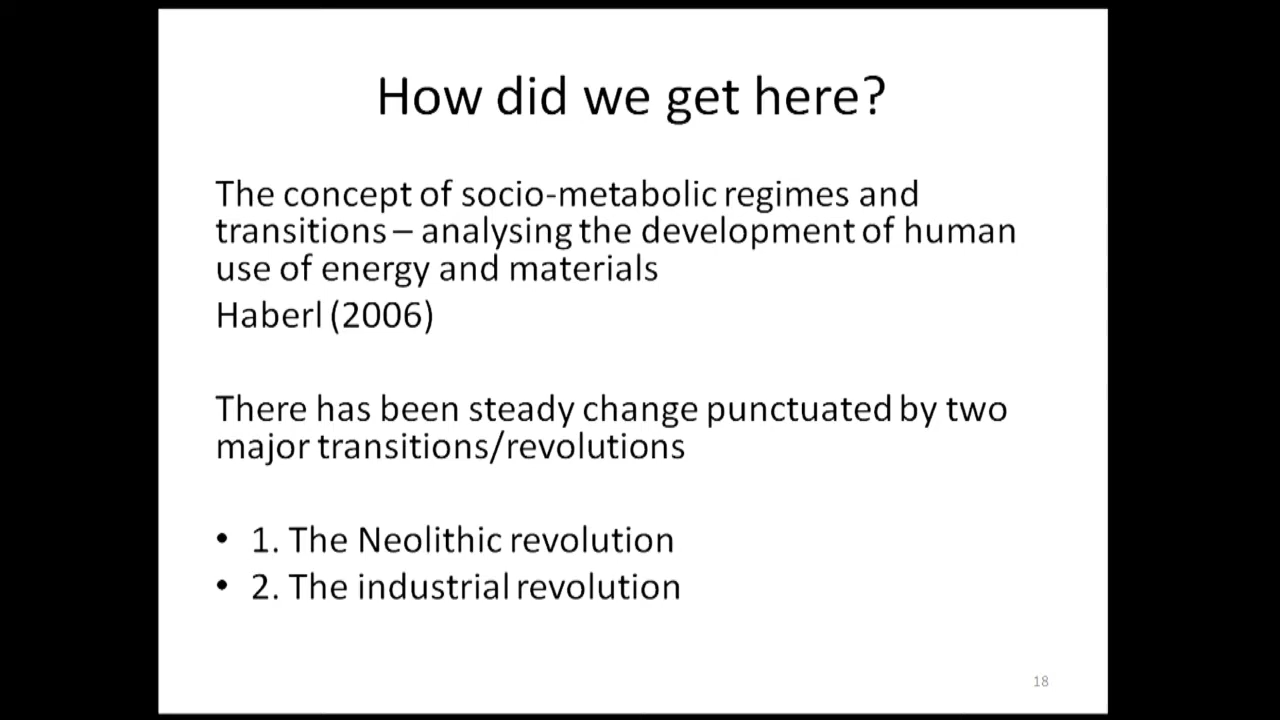 How did we get here?
The concept of socio-metabolic regimes and
transitions – analysing the development of human
use of energy and materials
Haberl (2006)
There has been steady change punctuated by two
major transitions/revolutions
• 1. The Neolithic revolution
• 2. The industrial revolution
18